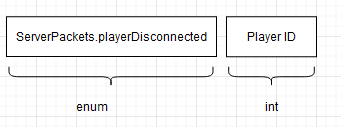 ServerPackets.playerDisconnected
Player ID
enum
int